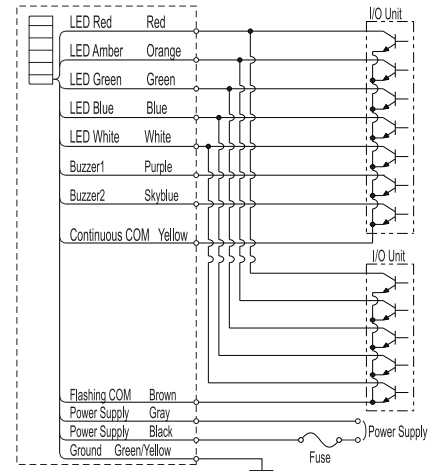 I/O Unit
LED Red Red
LED Amber Orange
LED Green Green
LED Blue Blue
LED White White
Buzzer1 Purple
Buzzer2 Skyblue
Continuous COM Yellow
I/O Unit
Flashing COM Brown
Power Supply Gray
Power Supply Black
Power Supply
Ground Green/Yellow
Fuse